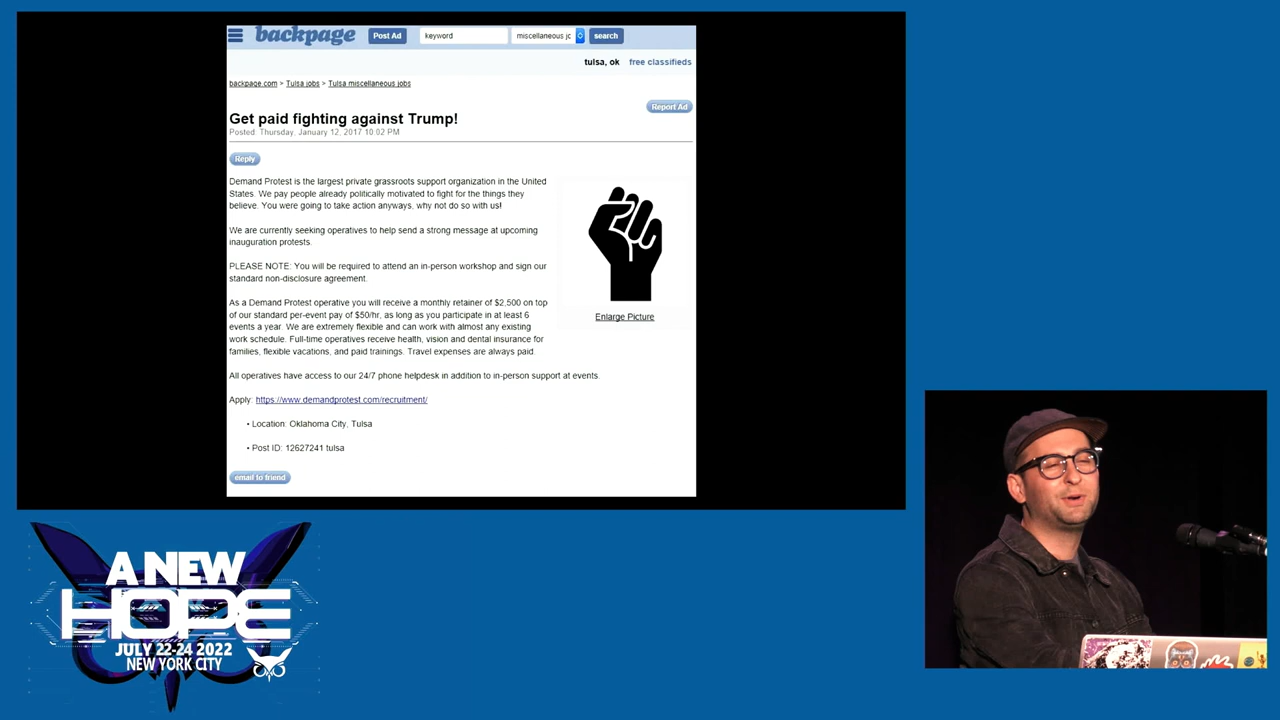 backpage
Post Ad
keyword
miscellaneous jc
search
tulsa, ok free classifieds
backpage.com > Tulsa jobs > Tulsa miscellaneous jobs
Report Ad
Get paid fighting against Trump!
Posted: Thursday, January 12, 2017 10:02 PM
Reply
Demand Protest is the largest private grassroots support organization in the United
States. We pay people already politically motivated to fight for the things they
believe. You were going to take action anyways, why not do so with us!
We are currently seeking operatives to help send a strong message at upcoming
inauguration protests.
PLEASE NOTE: You will be required to attend an in-person workshop and sign our
standard non-disclosure agreement.
As a Demand Protest operative you will receive a monthly retainer of $2,500 on top
of our standard per-event pay of $50/hr, as long as you participate in at least 6
events a year. We are extremely flexible and can work with almost any existing
work schedule. Full-time operatives receive health, vision and dental insurance for
families, flexible vacations, and paid trainings. Travel expenses are always paid.
Enlarge Picture
All operatives have access to our 24/7 phone helpdesk in addition to in-person support at events.
Apply: https://www.demandprotest.com/recruitment/
• Location: Oklahoma City, Tulsa
• Post ID: 12627241 tulsa
email to friend
A NEW
HOPE
JULY 22-24 2022
NEW YORK CITY